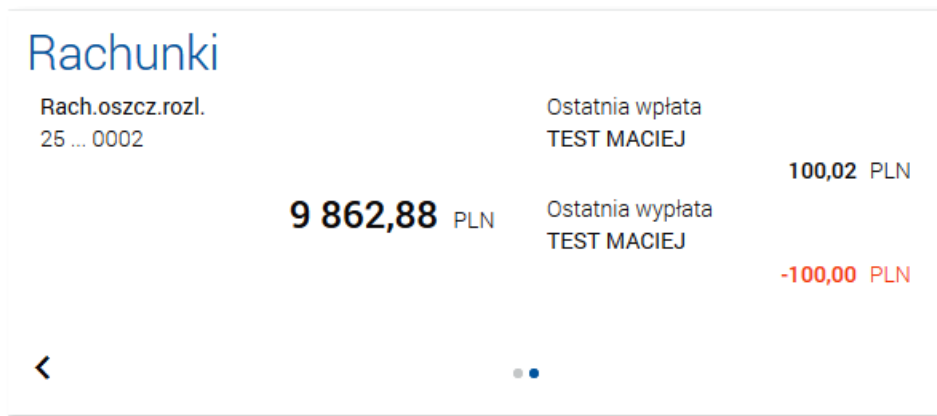 Rachunki
Rach.oszcz.rozl.
25 ... 0002
9 862,88 PLN
Ostatnia wpłata
TEST MACIEJ
100,02 PLN
Ostatnia wypłata
TEST MACIEJ
-100,00 PLN